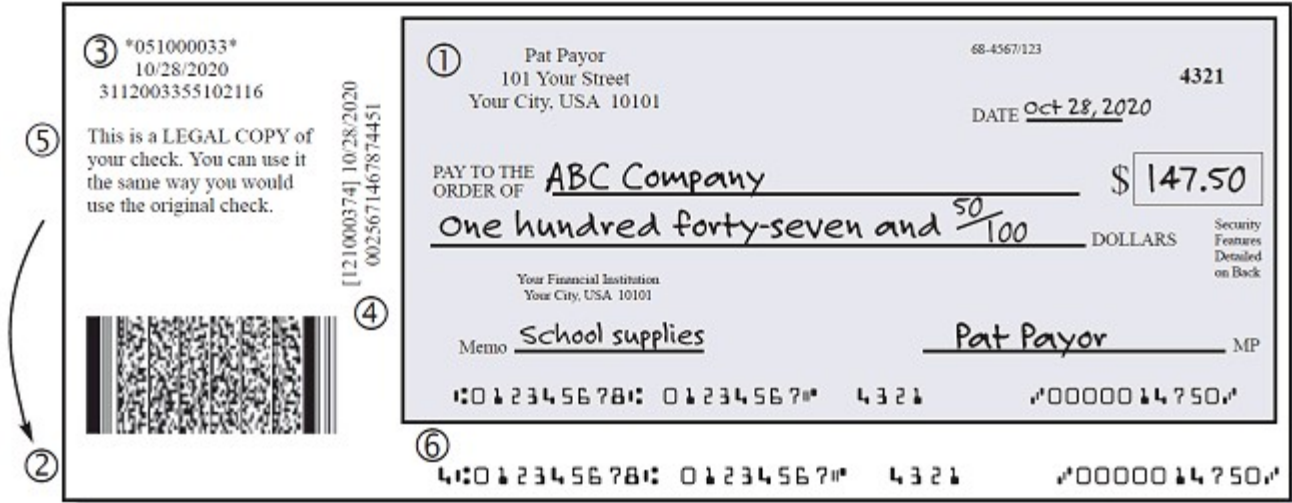 ③ *051000033*
10/28/2020
3112003355102116
⑤ This is a LEGAL COPY of
your check. You can use it
the same way you would
use the original check.
[121000374] 10/28/2020
0025671467874451
④
②
① Pat Payor
101 Your Street
Your City, USA 10101
68-4567/123
4321
DATE Oct 28, 2020
PAY TO THE
ORDER OF ABC Company $ 147.50
One hundred forty-seven and 50/100 DOLLARS
Security
Features
Detailed
on Back
Your Financial Institution
Your City, USA 10101
Memo School supplies Pat Payor MP
⑆012345678⑆ 01234567⑈ 4321 ⑇0000014750⑇
⑥
4⑆012345678⑆ 01234567⑈ 4321 ⑇0000014750⑇